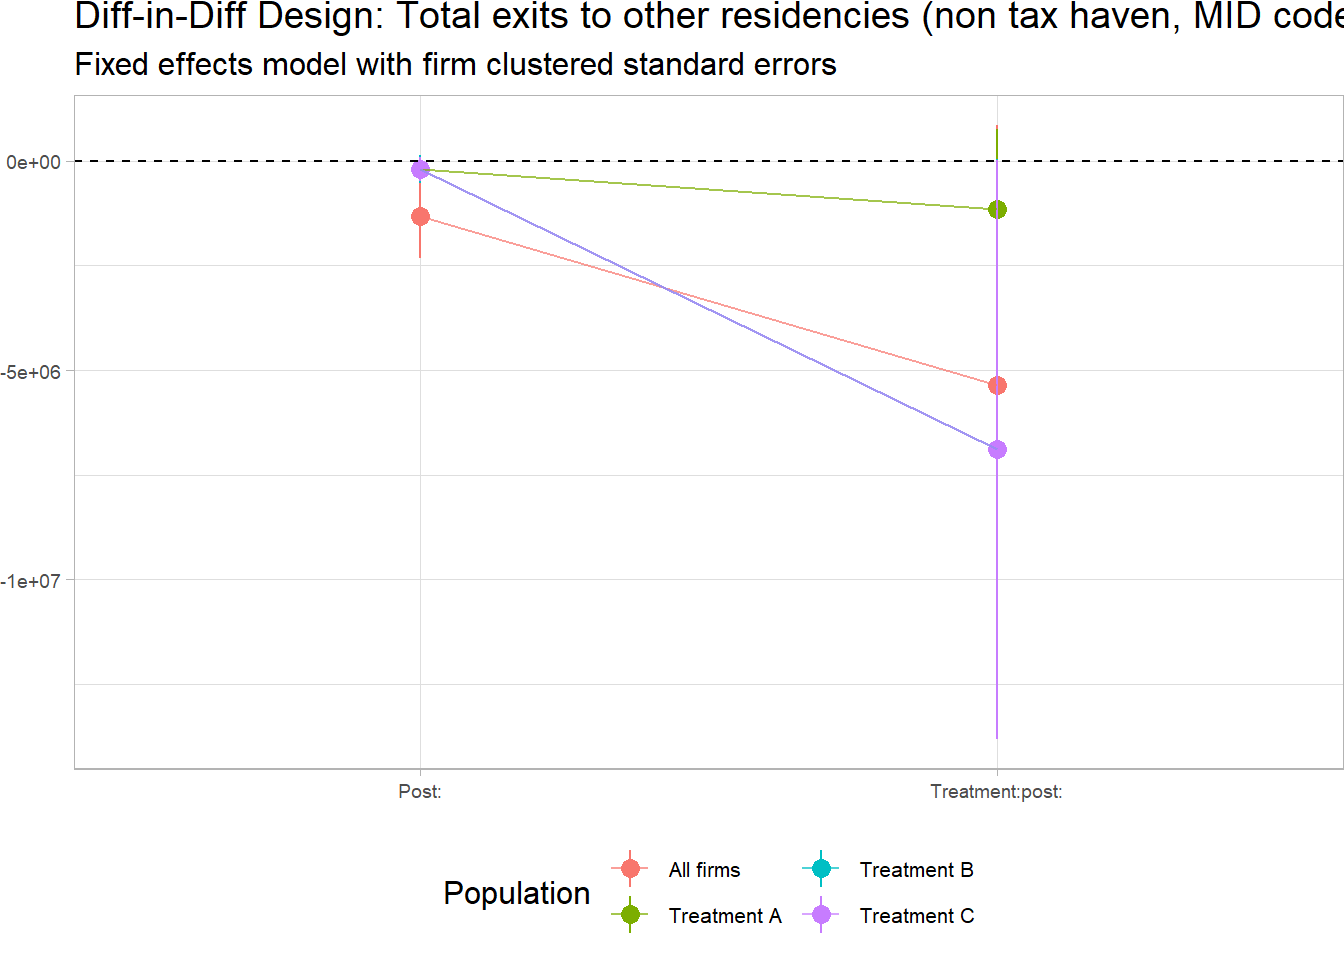 Diff-in-Diff Design: Total exits to other residencies (non tax haven, MID code
Fixed effects model with firm clustered standard errors
0e+00
-5e+06
-1e+07
Post:
Treatment:post:
Population
All firms
Treatment B
Treatment A
Treatment C